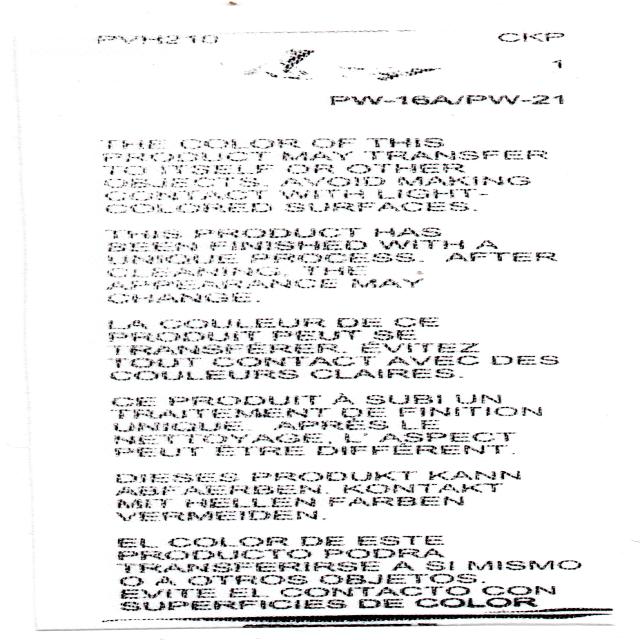 PVH210 CKP
1
PW-16A/PW-21
THE COLOR OF THIS
PRODUCT MAY TRANSFER
TO ITSELF OR OTHER
OBJECTS. AVOID MAKING
CONTACT WITH LIGHT-
COLORED SURFACES.
THIS PRODUCT HAS
BEEN FINISHED WITH A
UNIQUE PROCESS. AFTER
CLEANING, THE
APPEARANCE MAY
CHANGE.
LA COULEUR DE CE
PRODUIT PEUT SE
TRANSFÉRER. ÉVITEZ
TOUT CONTACT AVEC DES
COULEURS CLAIRES.
CE PRODUIT À SUBI UN
TRAITEMENT DE FINITION
UNIQUE. APRÈS LE
NETTOYAGE, L' ASPECT
PEUT ÊTRE DIFFÉRENT.
DIESES PRODUKT KANN
ABFAERBEN. KONTAKT
MIT HELLEN FARBEN
VERMEIDEN.
EL COLOR DE ESTE
PRODUCTO PODRA
TRANSFERIRSE A SI MISMO
O A OTROS OBJETOS.
EVITE EL CONTACTO CON
SUPERFICIES DE COLOR